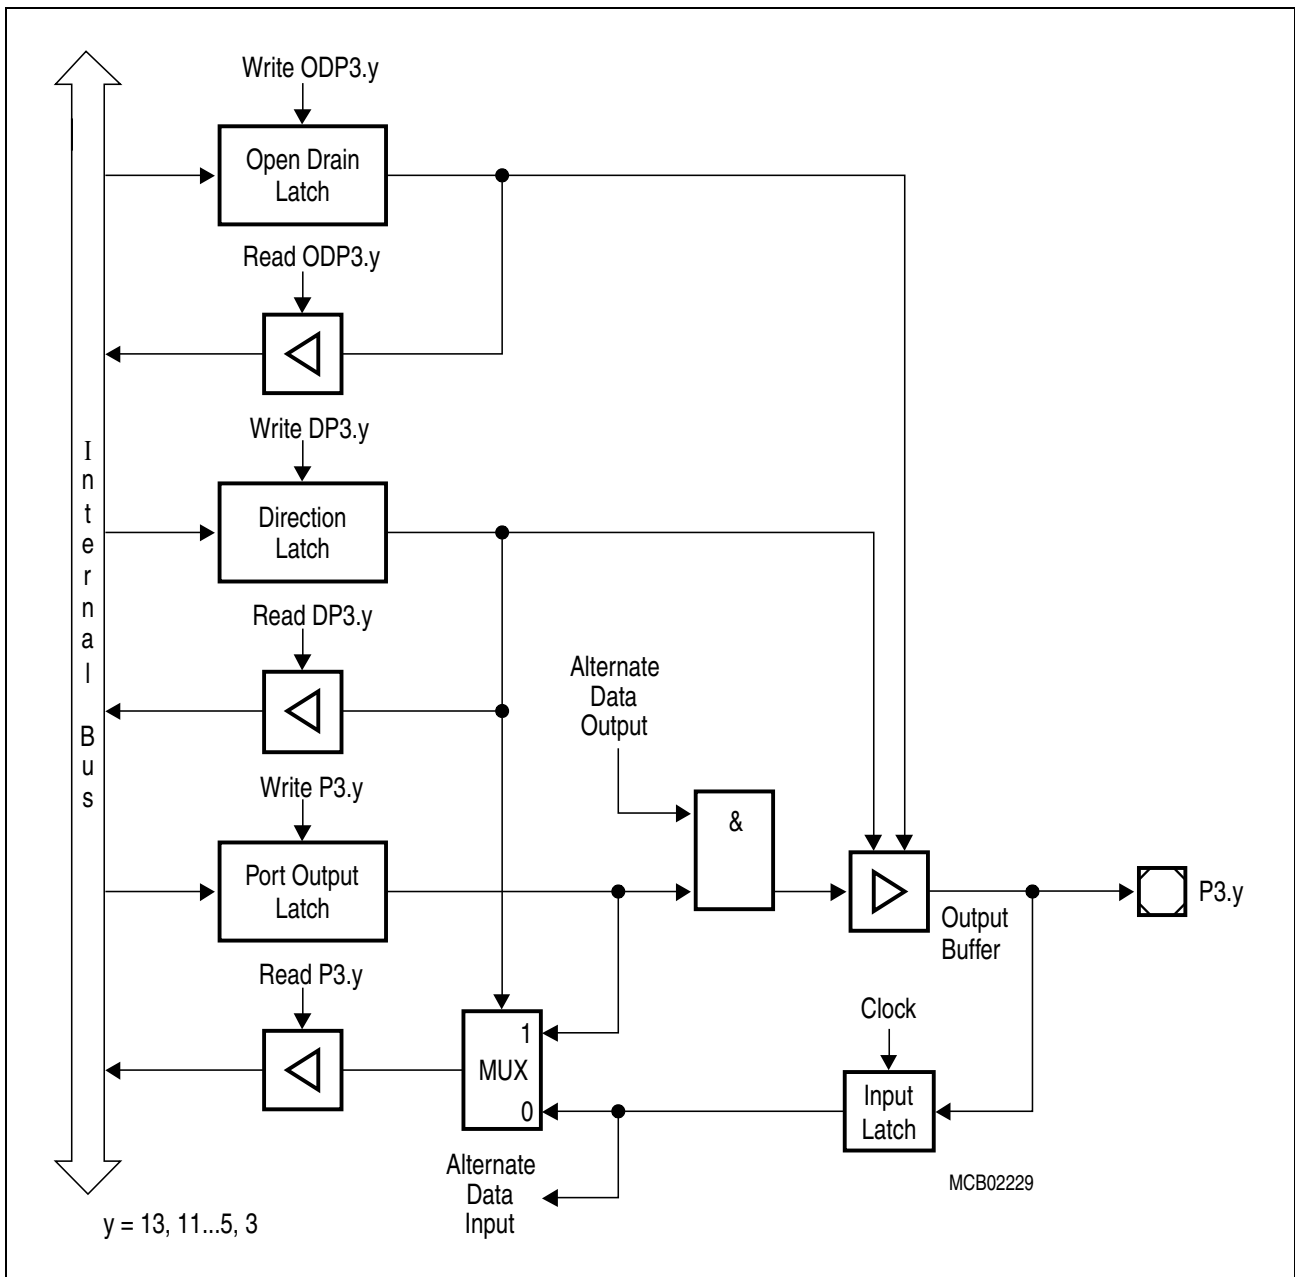 Write ODP3.y
Open Drain
Latch
Read ODP3.y
Write DP3.y
Internal Bus
Direction
Latch
Read DP3.y
Alternate
Data
Output
Write P3.y
&
Port Output
Latch
P3.y
Output
Buffer
Read P3.y
Clock
1
MUX
0
Input
Latch
Alternate
Data
Input
MCB02229
y = 13, 11...5, 3